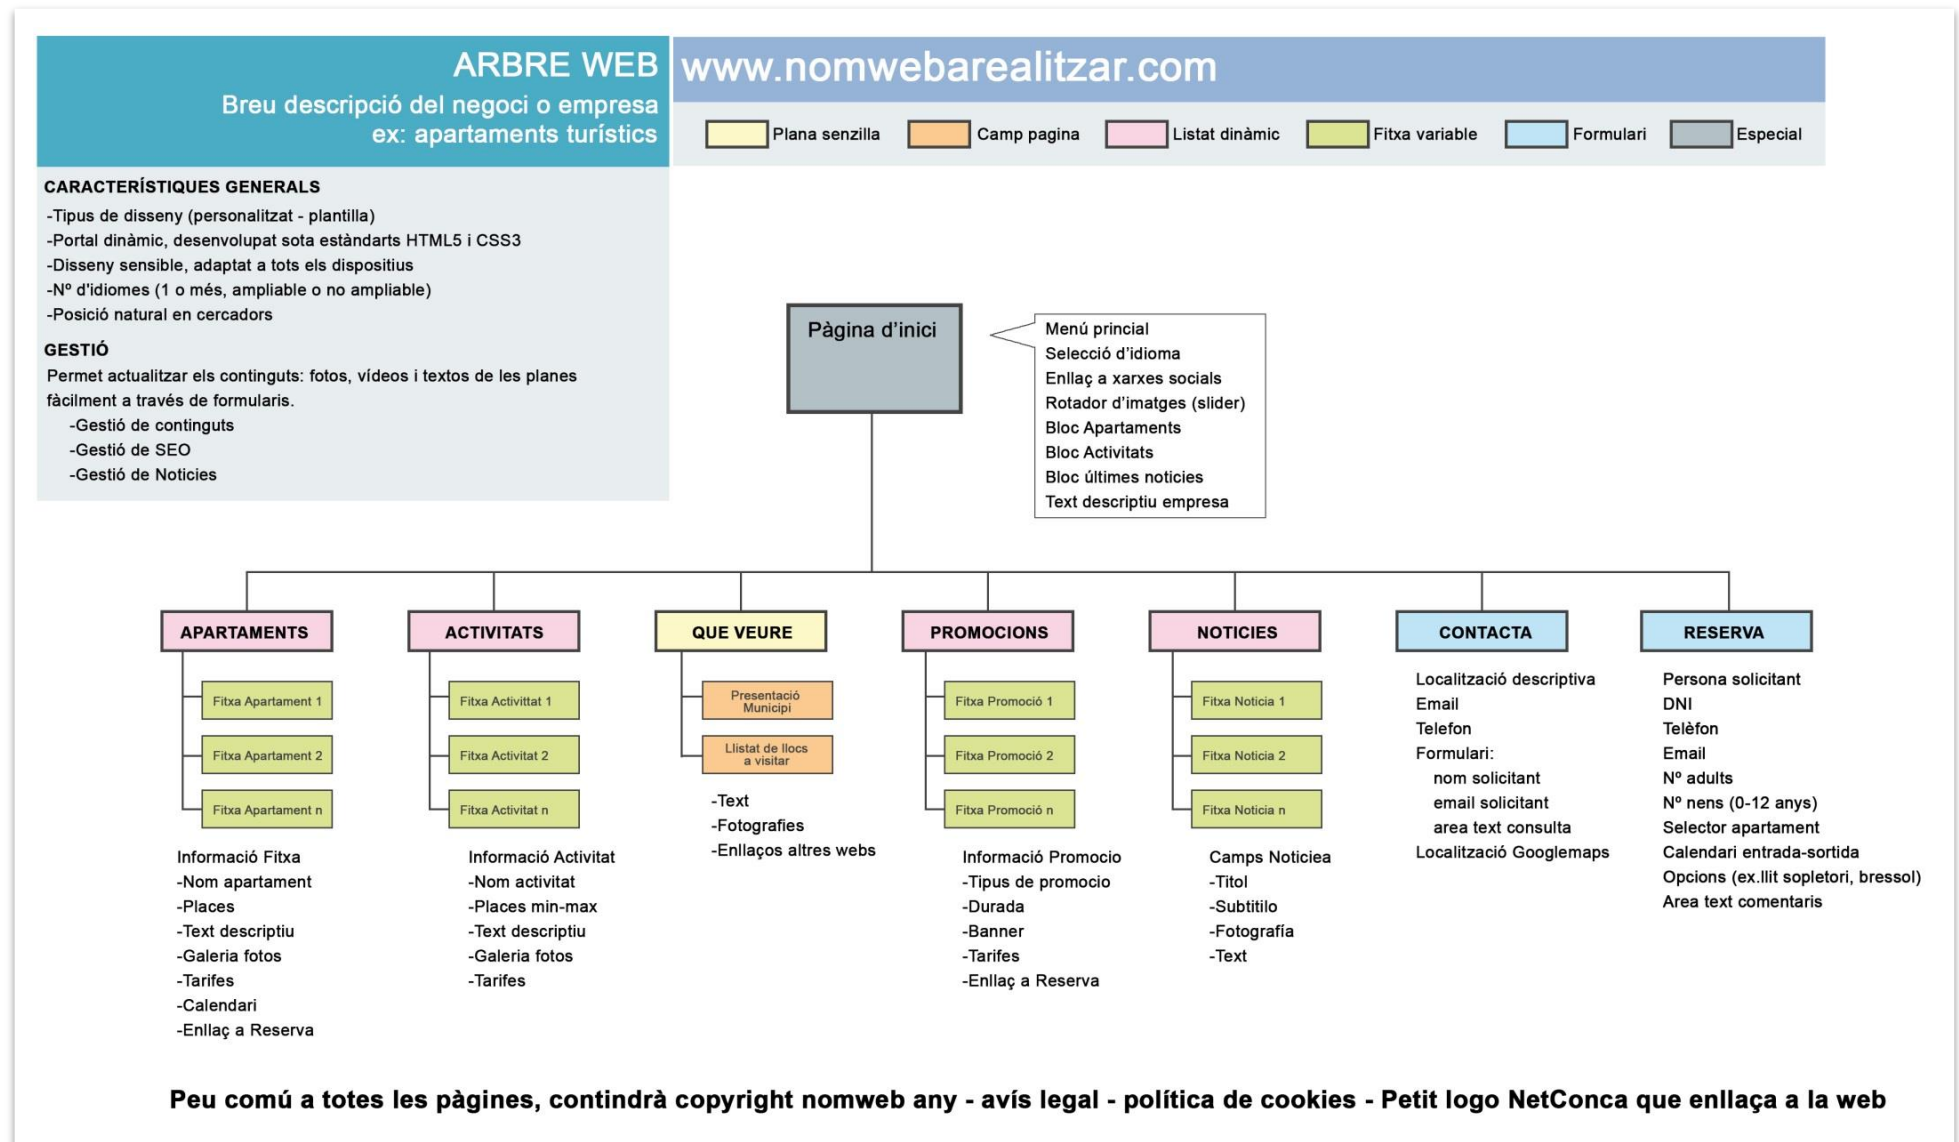 ARBRE WEB
Breu descripció del negoci o empresa
ex: apartaments turístics
www.nomwebarealitzar.com
Plana senzilla
Camp pagina
Listat dinàmic
Fitxa variable
Formulari
Especial
CARACTERÍSTIQUES GENERALS
-Tipus de disseny (personalitzat - plantilla)
-Portal dinàmic, desenvolupat sota estàndarts HTML5 i CSS3
-Disseny sensible, adaptat a tots els dispositius
-Nº d'idiomes (1 o més, ampliable o no ampliable)
-Posició natural en cercadors
GESTIÓ
Permet actualitzar els continguts: fotos, vídeos i textos de les planes
fàcilment a través de formularis.
-Gestió de continguts
-Gestió de SEO
-Gestió de Noticies
Pàgina d’inici
Menú princial
Selecció d’idioma
Enllaç a xarxes socials
Rotador d’imatges (slider)
Bloc Apartaments
Bloc Activitats
Bloc últimes noticies
Text descriptiu empresa
APARTAMENTS
Fitxa Apartament 1
Fitxa Apartament 2
Fitxa Apartament n
Informació Fitxa
-Nom apartament
-Places
-Text descriptiu
-Galeria fotos
-Tarifes
-Calendari
-Enllaç a Reserva
ACTIVITATS
Fitxa Activittat 1
Fitxa Activitat 2
Fitxa Activitat n
Informació Activitat
-Nom activitat
-Places min-max
-Text descriptiu
-Galeria fotos
-Tarifes
QUE VEURE
Presentació
Municipi
Llistat de llocs
a visitar
-Text
-Fotografies
-Enllaços altres webs
PROMOCIONS
Fitxa Promoció 1
Fitxa Promoció 2
Fitxa Promoció n
Informació Promocio
-Tipus de promocio
-Durada
-Banner
-Tarifes
-Enllaç a Reserva
NOTICIES
Fitxa Noticia 1
Fitxa Noticia 2
Fitxa Noticia n
Camps Noticiea
-Titol
-Subtitilo
-Fotografía
-Text
CONTACTA
Localització descriptiva
Email
Telefon
Formulari:
nom solicitant
email solicitant
area text consulta
Localització Googlemaps
RESERVA
Persona solicitant
DNI
Telèfon
Email
Nº adults
Nº nens (0-12 anys)
Selector apartament
Calendari entrada-sortida
Opcions (ex.llit sopletori, bressol)
Area text comentaris
Peu comú a totes les pàgines, contindrà copyright nomweb any - avís legal - política de cookies - Petit logo NetConca que enllaça a la web